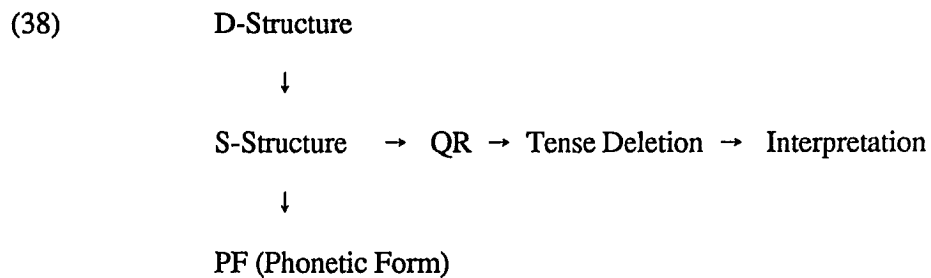 (38) D-Structure
↓
S-Structure → QR → Tense Deletion → Interpretation
↓
PF (Phonetic Form)